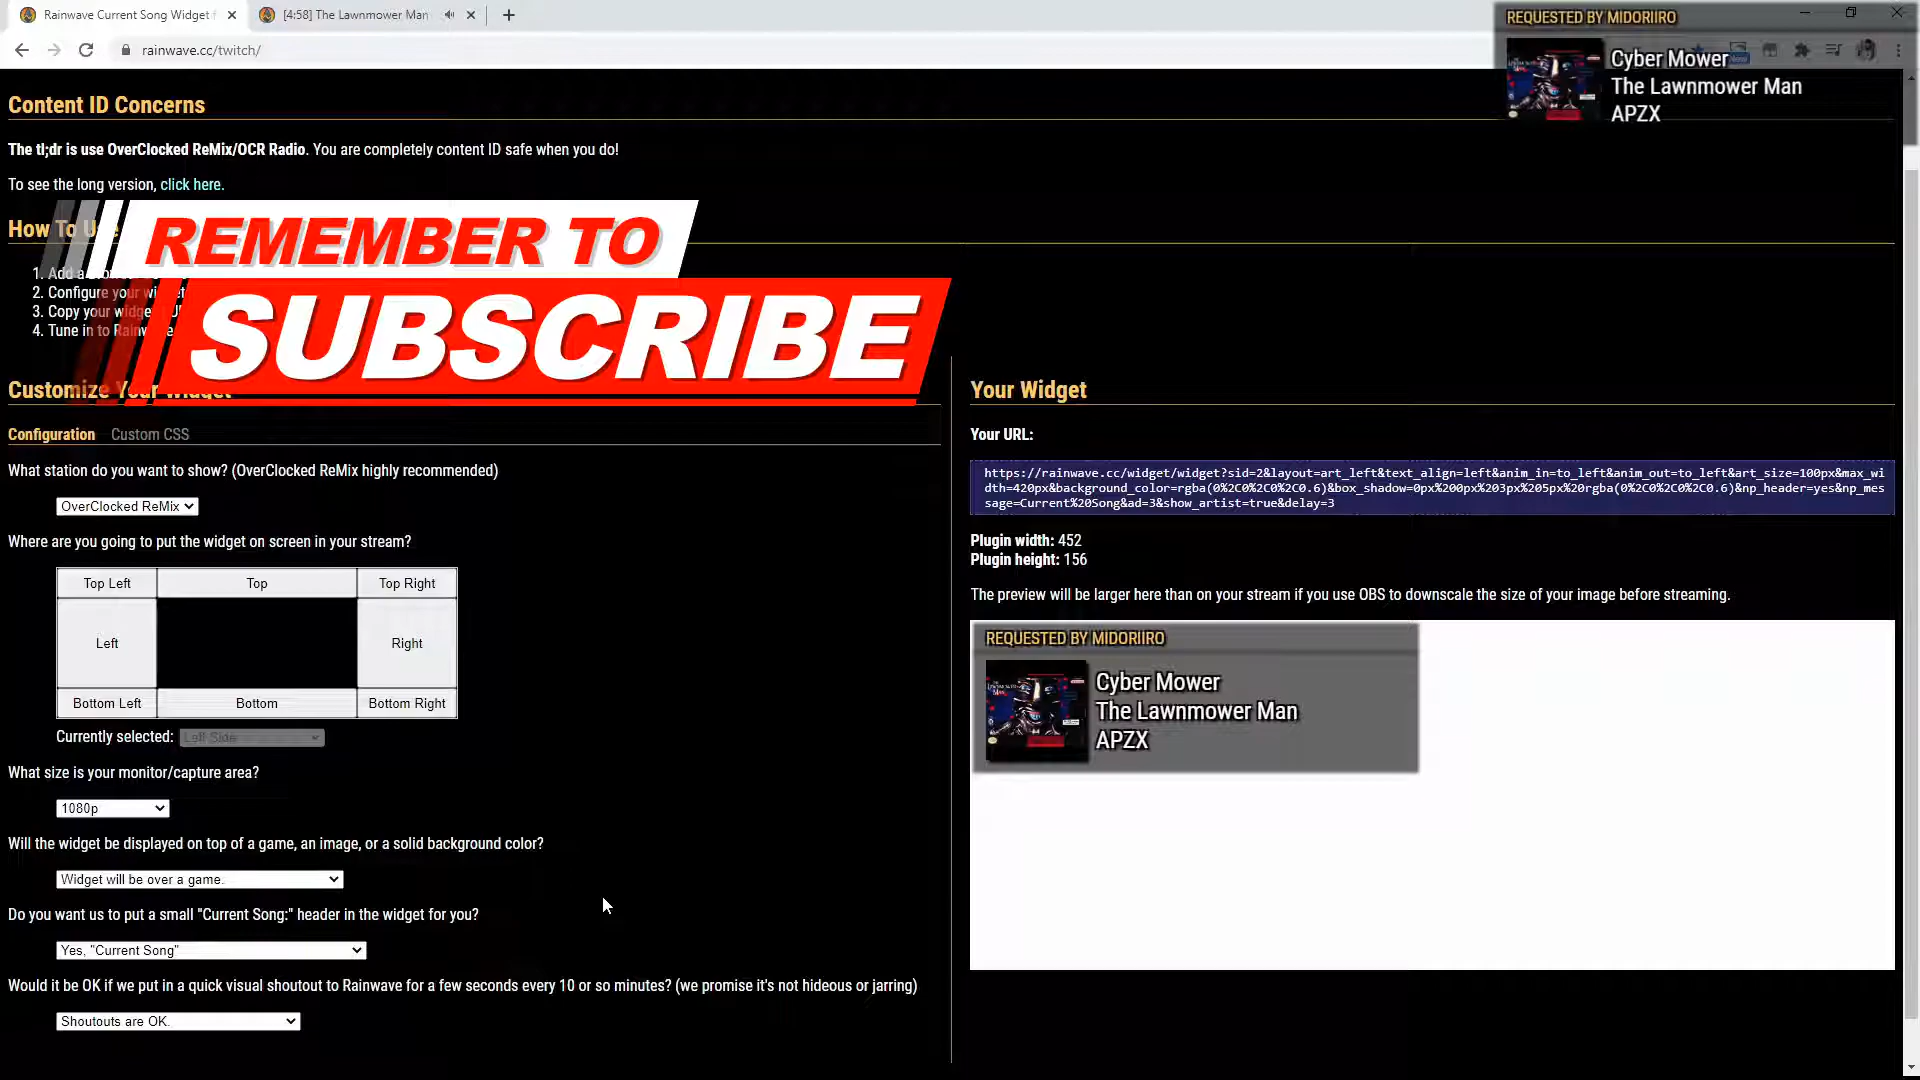 Rainwave Current Song Widget f
[4:58] The Lawnmower Man
rainwave.cc/twitch/
REQUESTED BY MIDORIIRO
Cyber Mower
The Lawnmower Man
APZX
Content ID Concerns
The tl;dr is use OverClocked ReMix/OCR Radio. You are completely content ID safe when you do!
To see the long version, click here.
How To Use
REMEMBER TO
SUBSCRIBE
1. Add a
2. Configure your widget
3. Copy your widget
4. Tune in to Rainwave
Customize Your Widget
Configuration Custom CSS
What station do you want to show? (OverClocked ReMix highly recommended)
OverClocked ReMix
Where are you going to put the widget on screen in your stream?
Top Left Top Top Right
Left Right
Bottom Left Bottom Bottom Right
Currently selected: Left Side
What size is your monitor/capture area?
1080p
Will the widget be displayed on top of a game, an image, or a solid background color?
Widget will be over a game.
Do you want us to put a small "Current Song:" header in the widget for you?
Yes, "Current Song"
Would it be OK if we put in a quick visual shoutout to Rainwave for a few seconds every 10 or so minutes? (we promise it's not hideous or jarring)
Shoutouts are OK.
Your Widget
Your URL:
https://rainwave.cc/widget/widget?sid=2&layout=art_left&text_align=left&anim_in=to_left&anim_out=to_left&art_size=100px&max_wi
dth=420px&background_color=rgba(0%2C0%2C0%2C0.6)&box_shadow=0px%200px%203px%205px%20rgba(0%2C0%2C0%2C0.6)&np_header=yes&np_mes
sage=Current%20Song&ad=3&show_artist=true&delay=3
Plugin width: 452
Plugin height: 156
The preview will be larger here than on your stream if you use OBS to downscale the size of your image before streaming.
REQUESTED BY MIDORIIRO
Cyber Mower
The Lawnmower Man
APZX